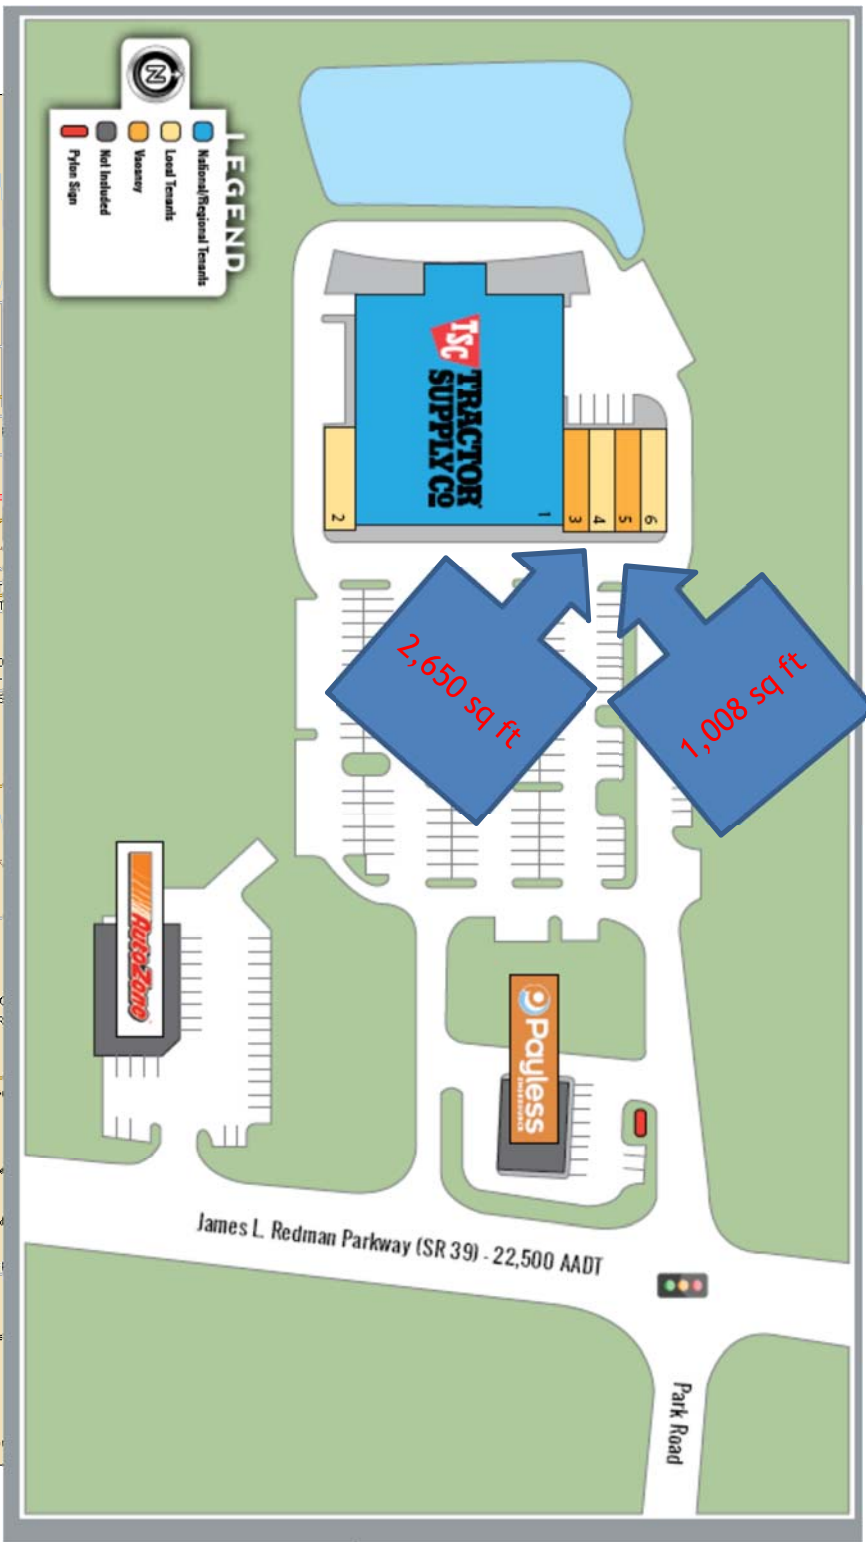 N
LEGEND
National/Regional Tenants
Local Tenants
Vacancy
Not Included
Pylon Sign
TSC TRACTOR
SUPPLY CO
1
2
3
4
5
6
2,650 sq ft
1,008 sq ft
AutoZone
Payless
James L. Redman Parkway (SR 39) - 22,500 AADT
Park Road